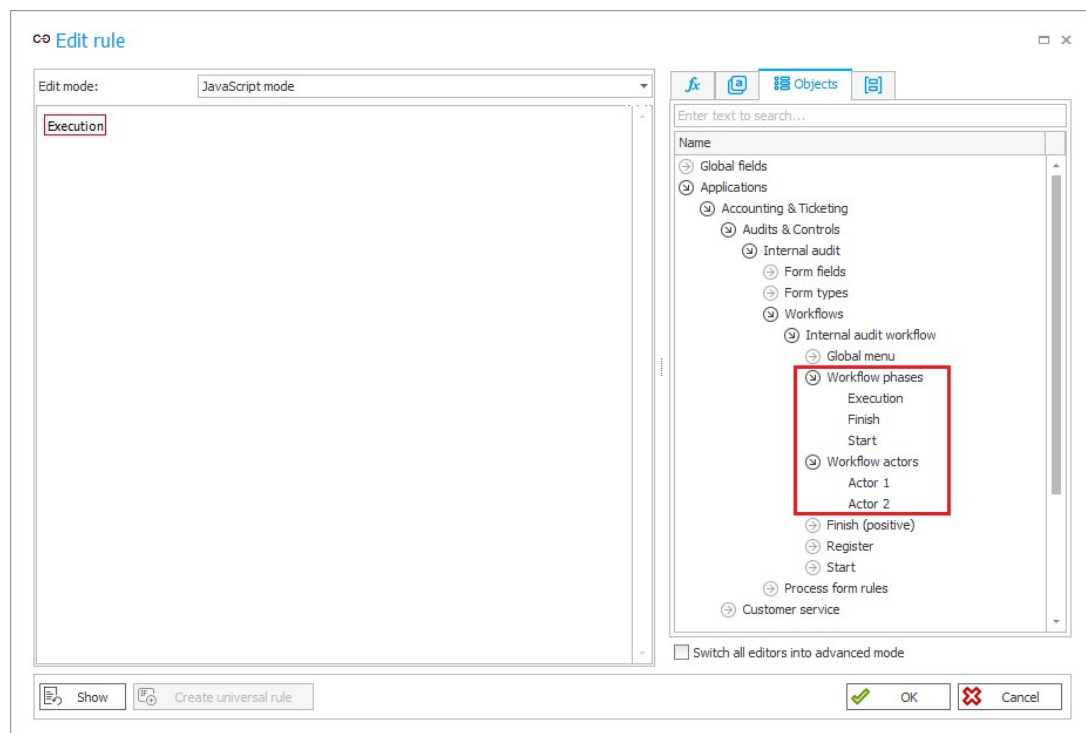 Edit rule
Edit mode: JavaScript mode
Execution
fx a Objects
Enter text to search...
Name
Global fields
Applications
Accounting & Ticketing
Audits & Controls
Internal audit
Form fields
Form types
Workflows
Internal audit workflow
Global menu
Workflow phases
Execution
Finish
Start
Workflow actors
Actor 1
Actor 2
Finish (positive)
Register
Start
Process form rules
Customer service
Switch all editors into advanced mode
Show Create universal rule OK Cancel